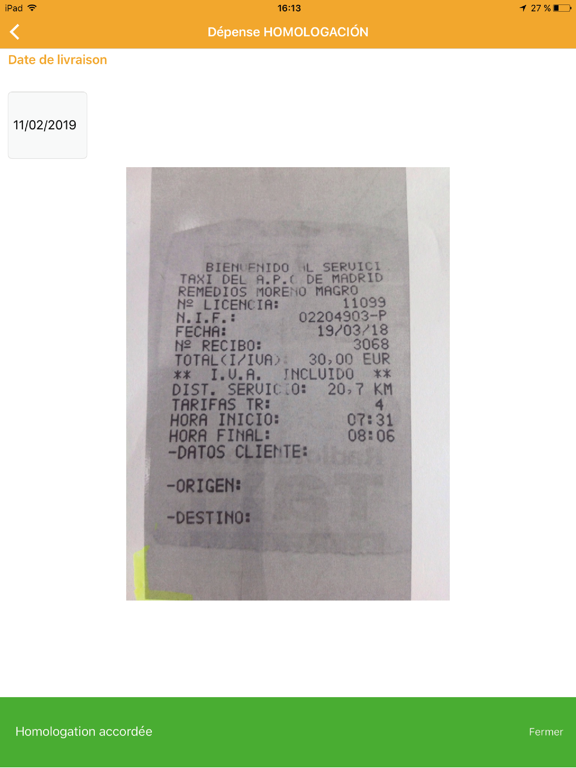 iPad
16:13
27 %
Dépense HOMOLOGACIÓN
Date de livraison
11/02/2019
BIENVENIDO AL SERVICI
TAXI DEL A.P.C DE MADRID
REMEDIOS MORENO MAGRO
Nº LICENCIA: 11099
N.I.F.: 02204903-P
FECHA: 19/03/18
Nº RECIBO: 3068
TOTAL(I/IVA): 30,00 EUR
** I.V.A. INCLUIDO **
DIST. SERVICIO: 20,7 KM
TARIFAS TR: 4
HORA INICIO: 07:31
HORA FINAL: 08:06
-DATOS CLIENTE:
-ORIGEN:
-DESTINO:
Homologation accordée
Fermer